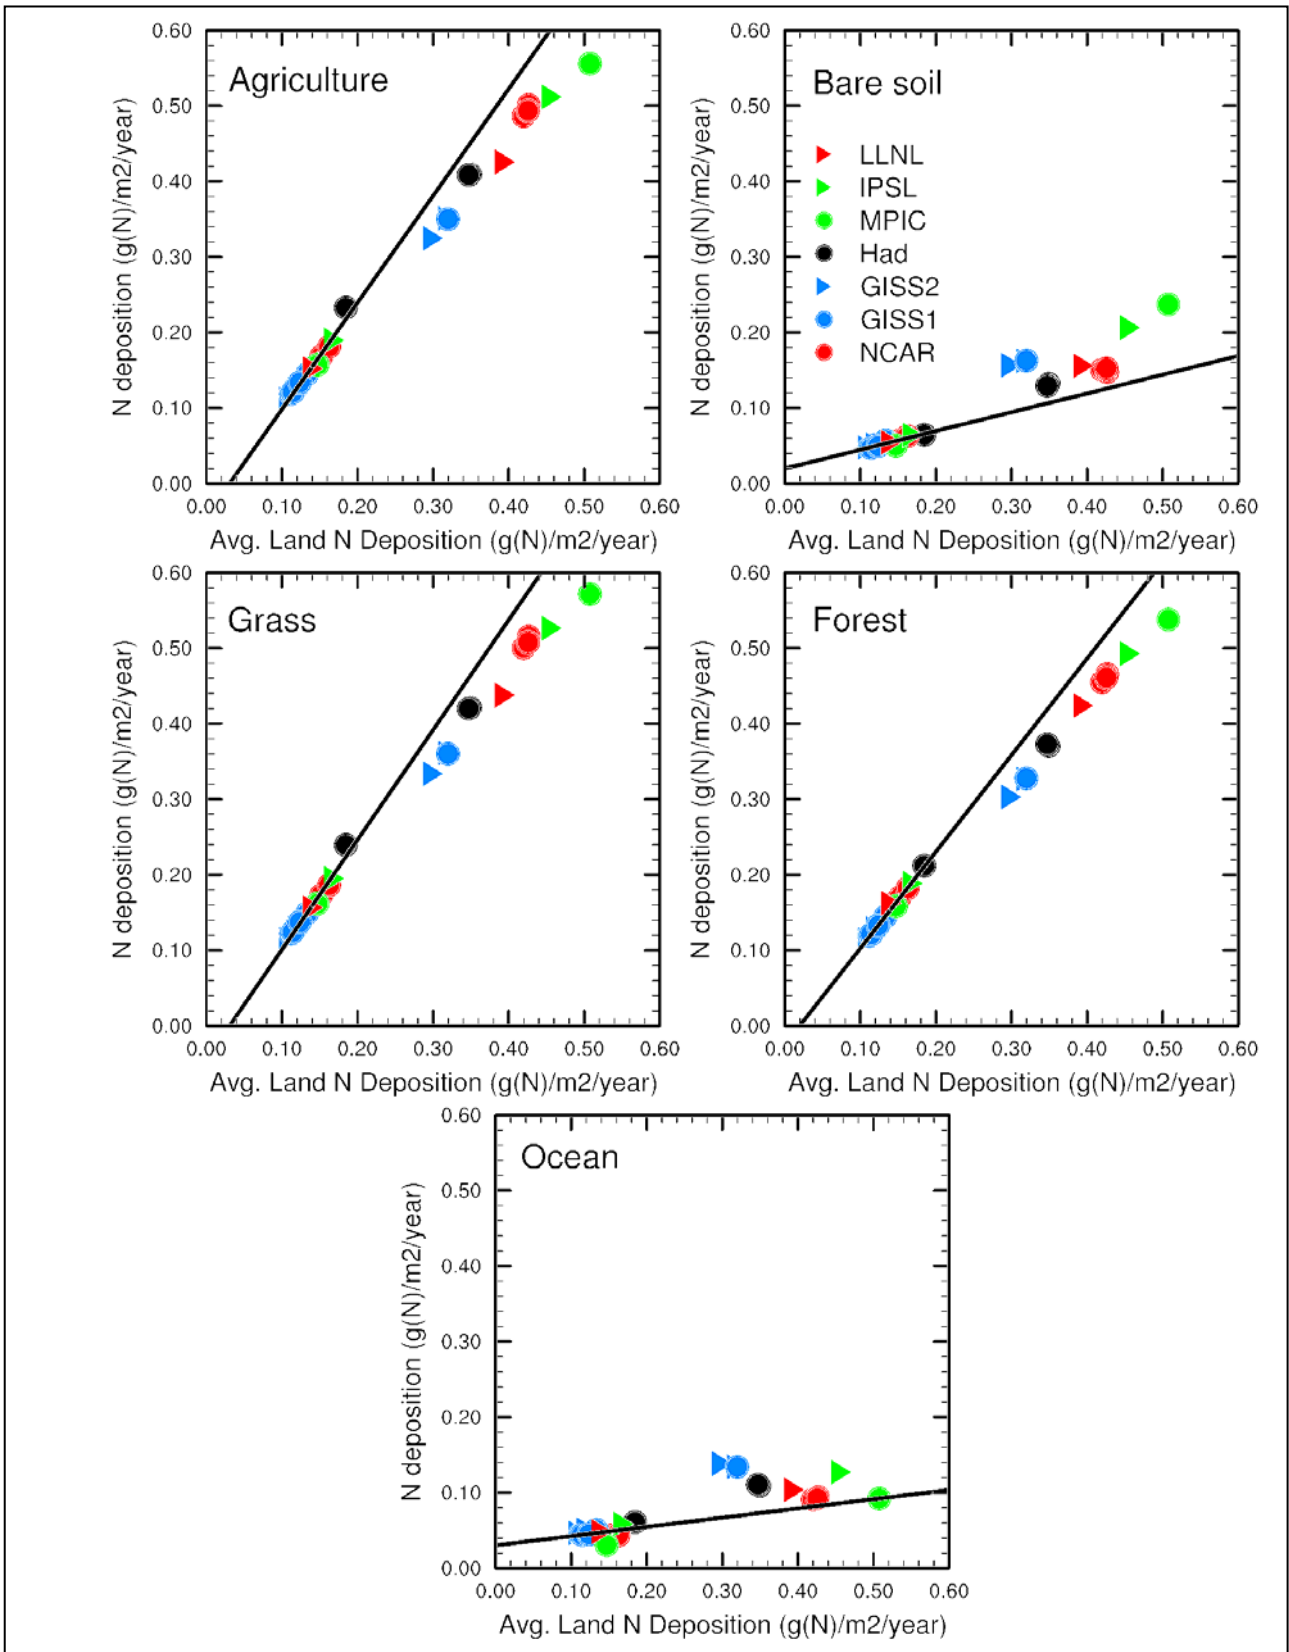 Agriculture
N deposition (g(N)/m2/year)
0.60
0.50
0.40
0.30
0.20
0.10
0.00
0.00 0.10 0.20 0.30 0.40 0.50 0.60
Avg. Land N Deposition (g(N)/m2/year)
Bare soil
LLNL
IPSL
MPIC
Had
GISS2
GISS1
NCAR
N deposition (g(N)/m2/year)
0.60
0.50
0.40
0.30
0.20
0.10
0.00
0.00 0.10 0.20 0.30 0.40 0.50 0.60
Avg. Land N Deposition (g(N)/m2/year)
Grass
N deposition (g(N)/m2/year)
0.60
0.50
0.40
0.30
0.20
0.10
0.00
0.00 0.10 0.20 0.30 0.40 0.50 0.60
Avg. Land N Deposition (g(N)/m2/year)
Forest
N deposition (g(N)/m2/year)
0.60
0.50
0.40
0.30
0.20
0.10
0.00
0.00 0.10 0.20 0.30 0.40 0.50 0.60
Avg. Land N Deposition (g(N)/m2/year)
Ocean
N deposition (g(N)/m2/year)
0.60
0.50
0.40
0.30
0.20
0.10
0.00
0.00 0.10 0.20 0.30 0.40 0.50 0.60
Avg. Land N Deposition (g(N)/m2/year)